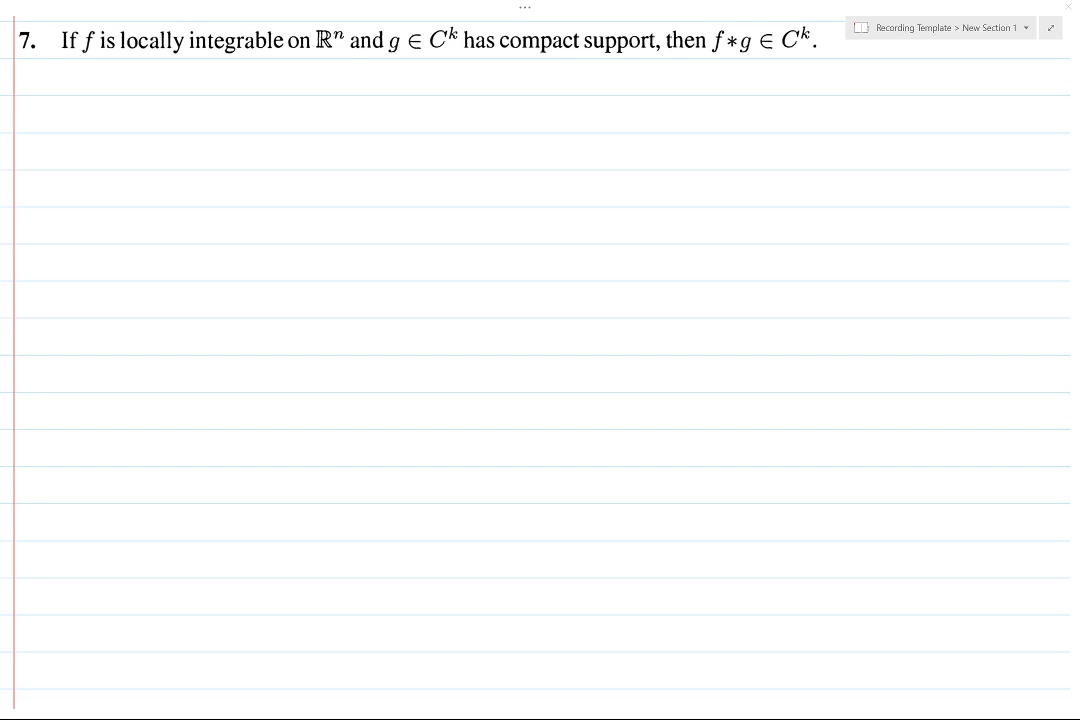 7. If f is locally integrable on ℝⁿ and g ∈ Cᵏ has compact support, then f * g ∈ Cᵏ.
Recording Template > New Section 1